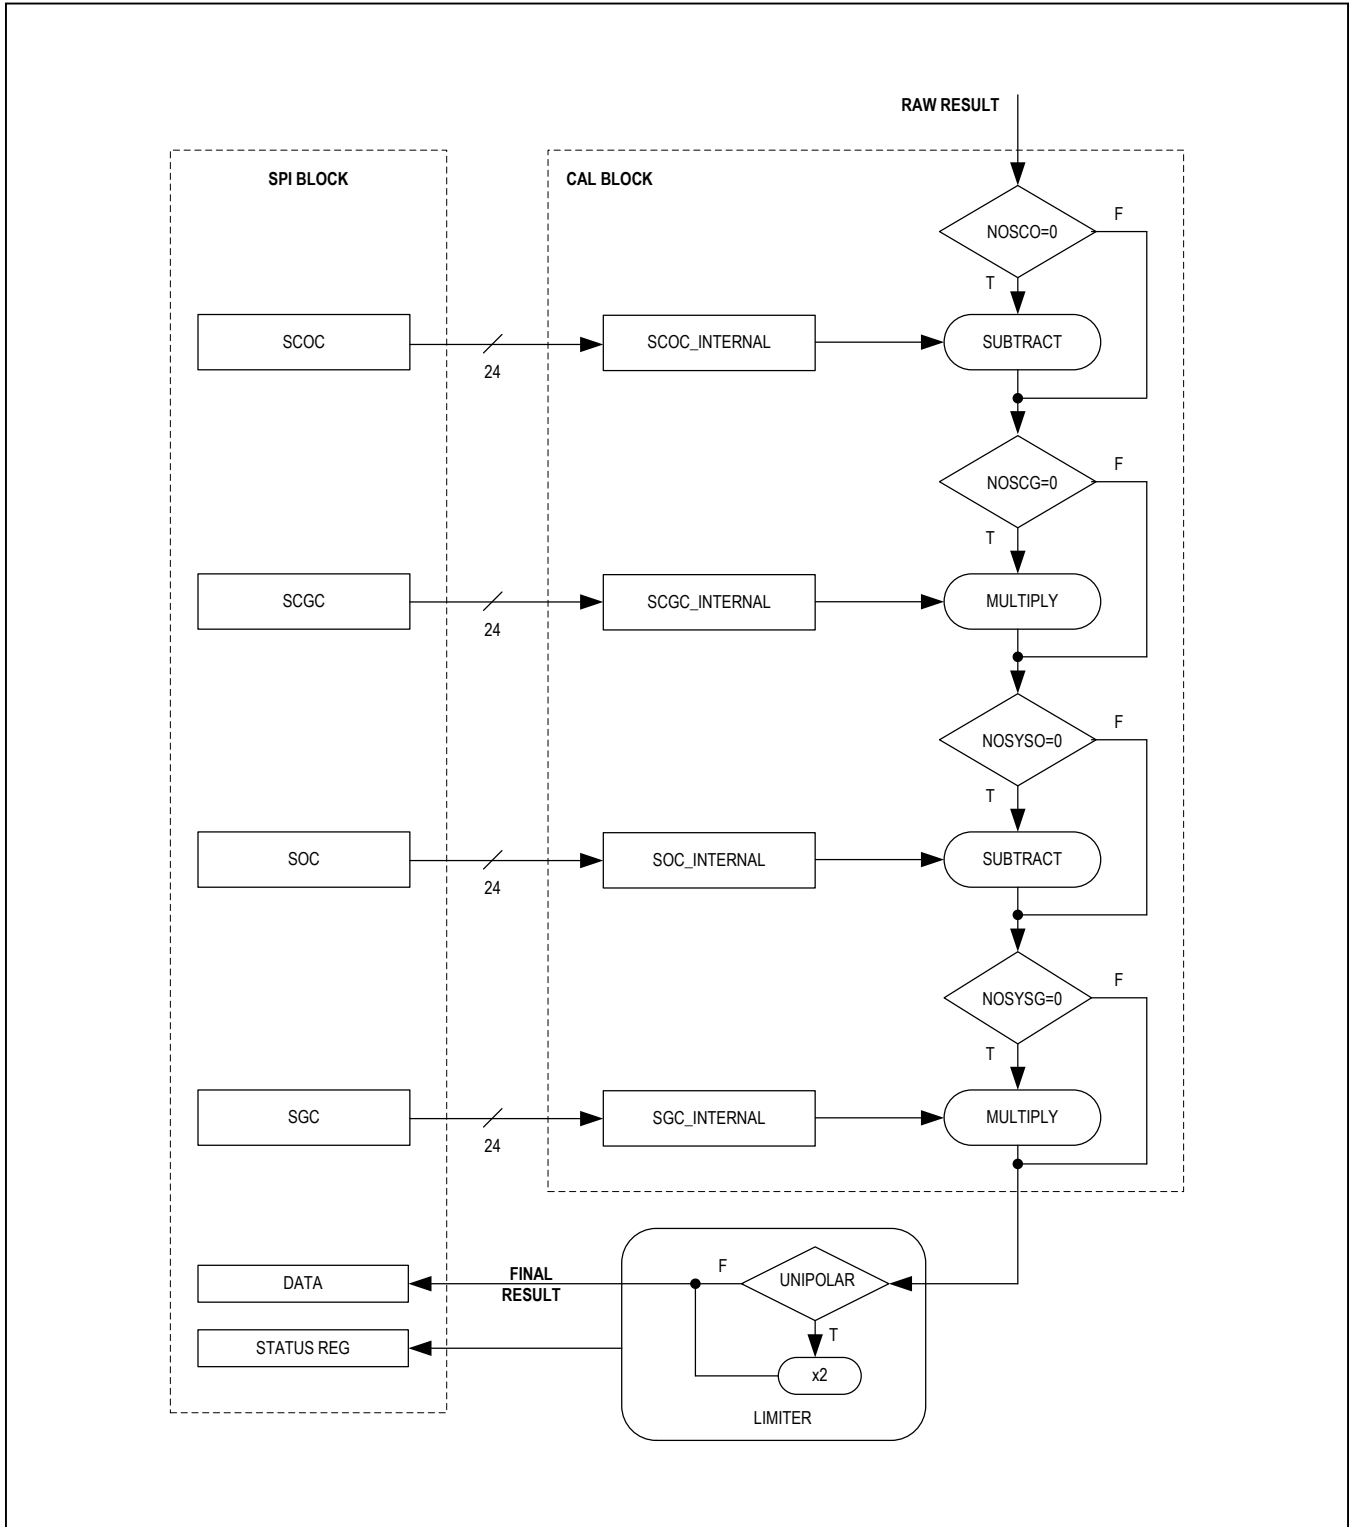 RAW RESULT
SPI BLOCK
CAL BLOCK
F
NOSCO=0
T
SCOC
24
SCOC_INTERNAL
SUBTRACT
F
NOSCG=0
T
SCGC
24
SCGC_INTERNAL
MULTIPLY
F
NOSYSO=0
T
SOC
24
SOC_INTERNAL
SUBTRACT
F
NOSYSG=0
T
SGC
24
SGC_INTERNAL
MULTIPLY
DATA
FINAL
RESULT
F
UNIPOLAR
T
STATUS REG
x2
LIMITER